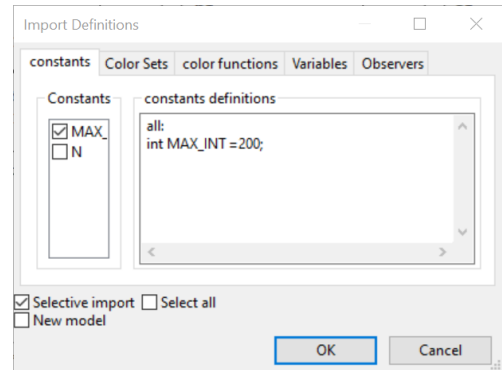 Import Definitions
constants Color Sets color functions Variables Observers
Constants
MAX_
N
constants definitions
all:
int MAX_INT =200;
Selective import Select all
New model
OK Cancel